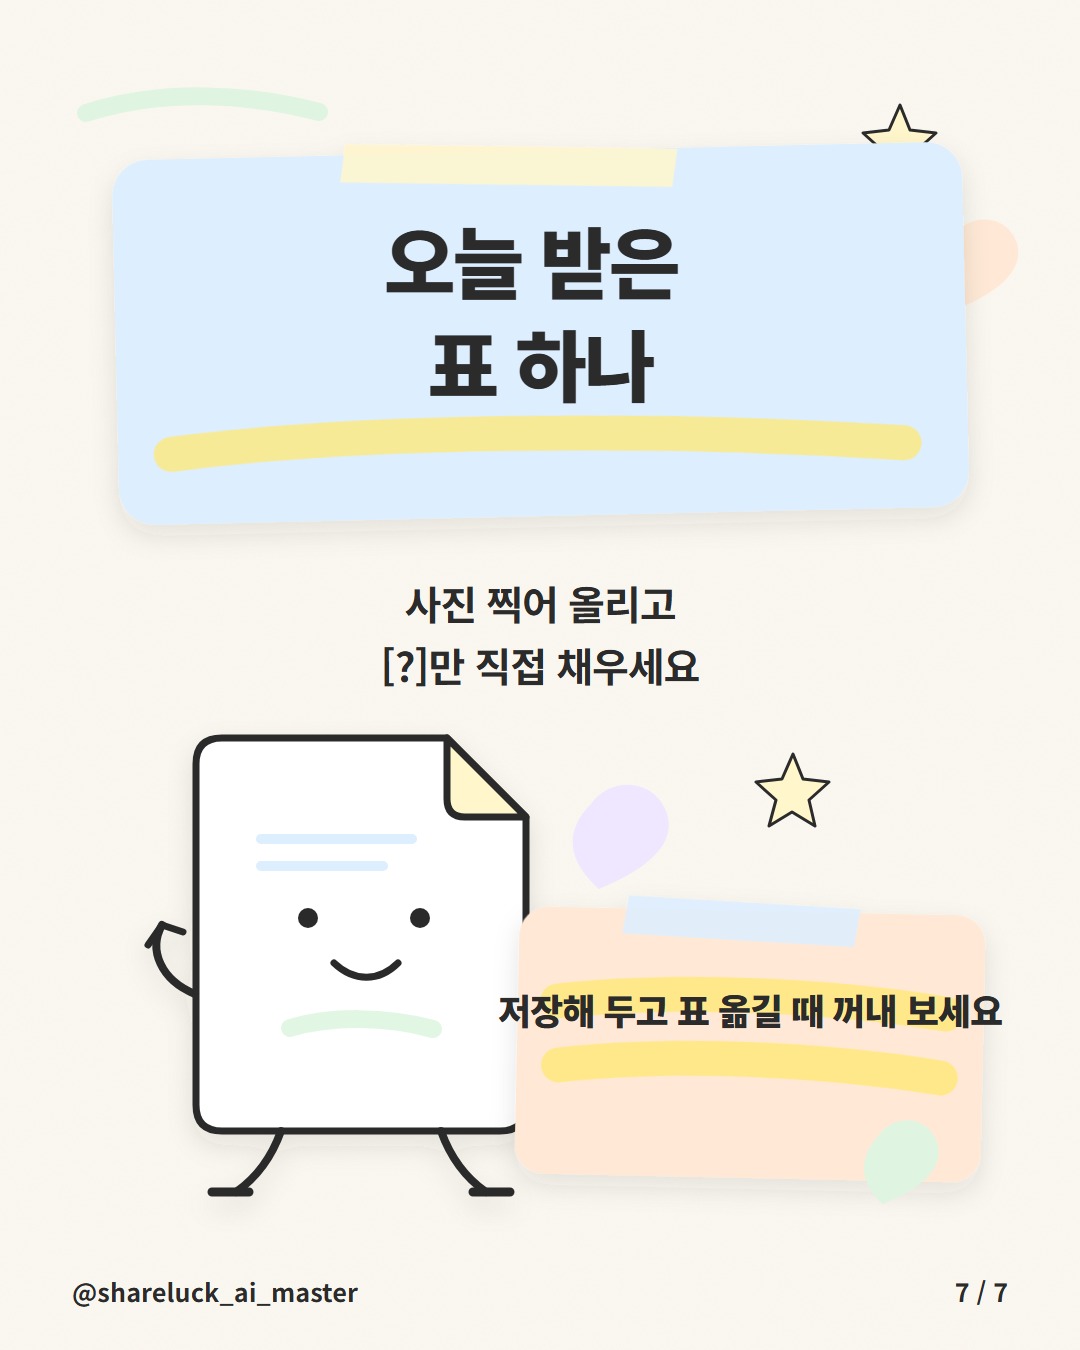 오늘 받은
표 하나
사진 찍어 올리고
[?]만 직접 채우세요
저장해 두고 표 옮길 때 꺼내 보세요
@shareluck_ai_master
7 / 7